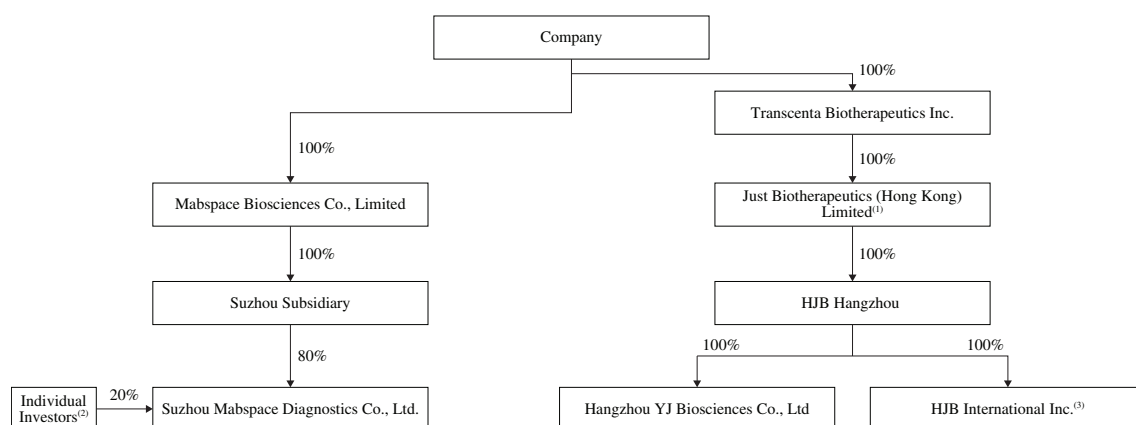 Company
100%
Transcenta Biotherapeutics Inc.
100%
100%
Mabspace Biosciences Co., Limited
Just Biotherapeutics (Hong Kong)
Limited(1)
100%
100%
Suzhou Subsidiary
HJB Hangzhou
80%
100%
100%
Individual
Investors(2)
20%
Suzhou Mabspace Diagnostics Co., Ltd.
Hangzhou YJ Biosciences Co., Ltd
HJB International Inc.(3)